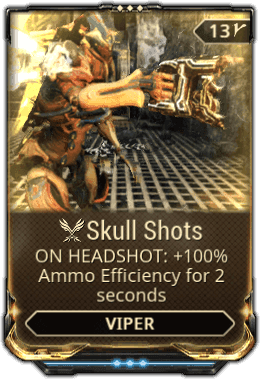 13
Skull Shots
ON HEADSHOT: +100%
Ammo Efficiency for 2
seconds
VIPER